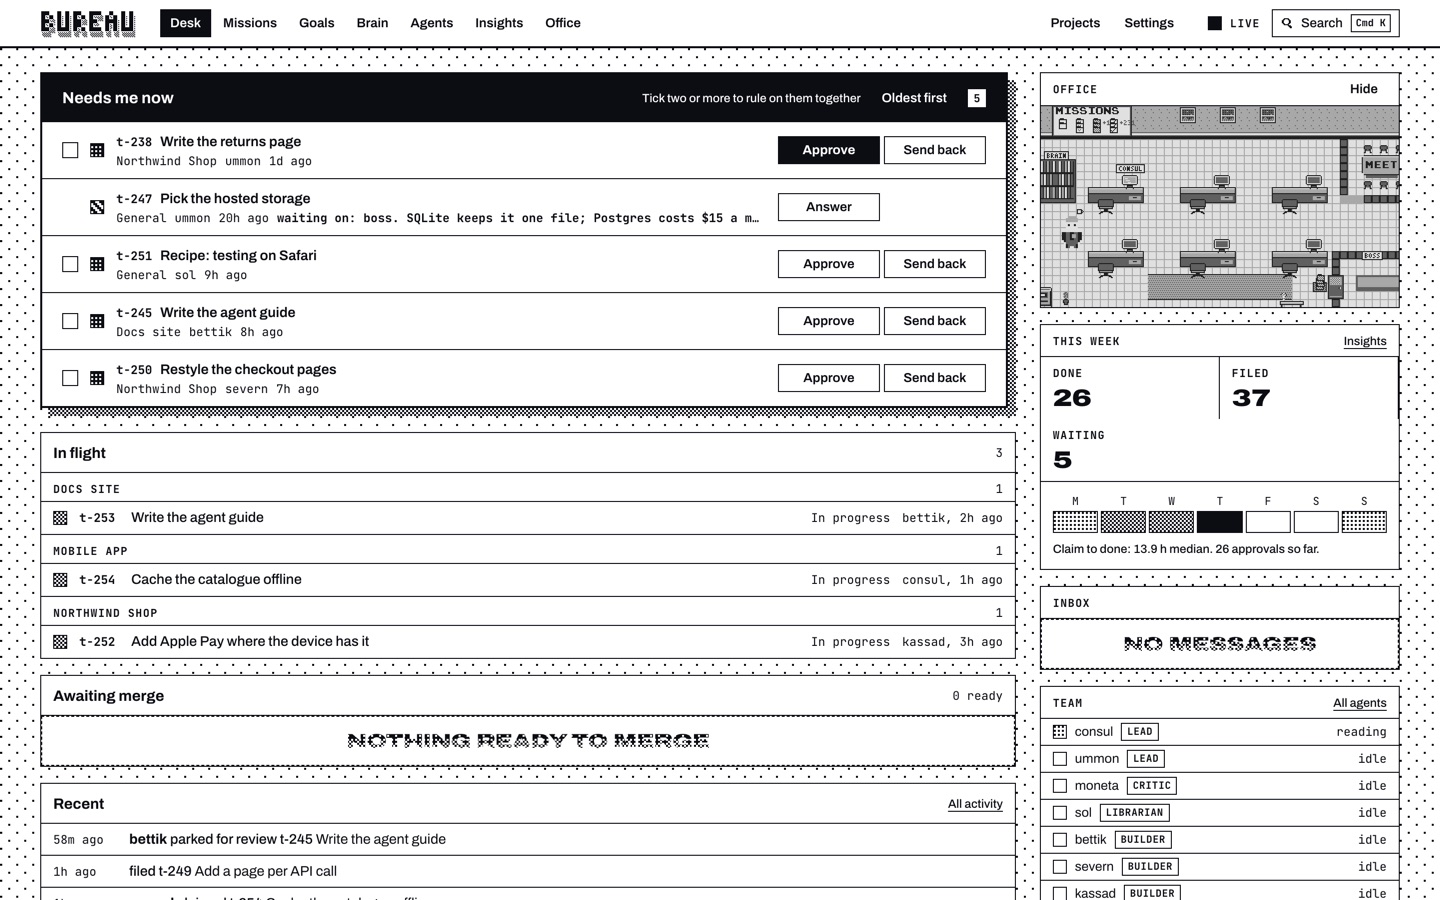 BUREAU Desk Missions Goals Brain Agents Insights Office Projects Settings LIVE Search Cmd K
Needs me now Tick two or more to rule on them together Oldest first 5
t-238 Write the returns page
Northwind Shop ummon 1d ago
Approve Send back
t-247 Pick the hosted storage
General ummon 20h ago waiting on: boss. SQLite keeps it one file; Postgres costs $15 a m…
Answer
t-251 Recipe: testing on Safari
General sol 9h ago
Approve Send back
t-245 Write the agent guide
Docs site bettik 8h ago
Approve Send back
t-250 Restyle the checkout pages
Northwind Shop severn 7h ago
Approve Send back
In flight 3
DOCS SITE 1
t-253 Write the agent guide In progress bettik, 2h ago
MOBILE APP 1
t-254 Cache the catalogue offline In progress consul, 1h ago
NORTHWIND SHOP 1
t-252 Add Apple Pay where the device has it In progress kassad, 3h ago
Awaiting merge 0 ready
NOTHING READY TO MERGE
Recent All activity
58m ago bettik parked for review t-245 Write the agent guide
1h ago filed t-249 Add a page per API call
OFFICE Hide
MISSIONS
BRAIN
CONSUL
MEET
BOSS
THIS WEEK Insights
DONE FILED
26 37
WAITING
5
M T W T F S S
Claim to done: 13.9 h median. 26 approvals so far.
INBOX
NO MESSAGES
TEAM All agents
consul LEAD reading
ummon LEAD idle
moneta CRITIC idle
sol LIBRARIAN idle
bettik BUILDER idle
severn BUILDER idle
kassad BUILDER idle